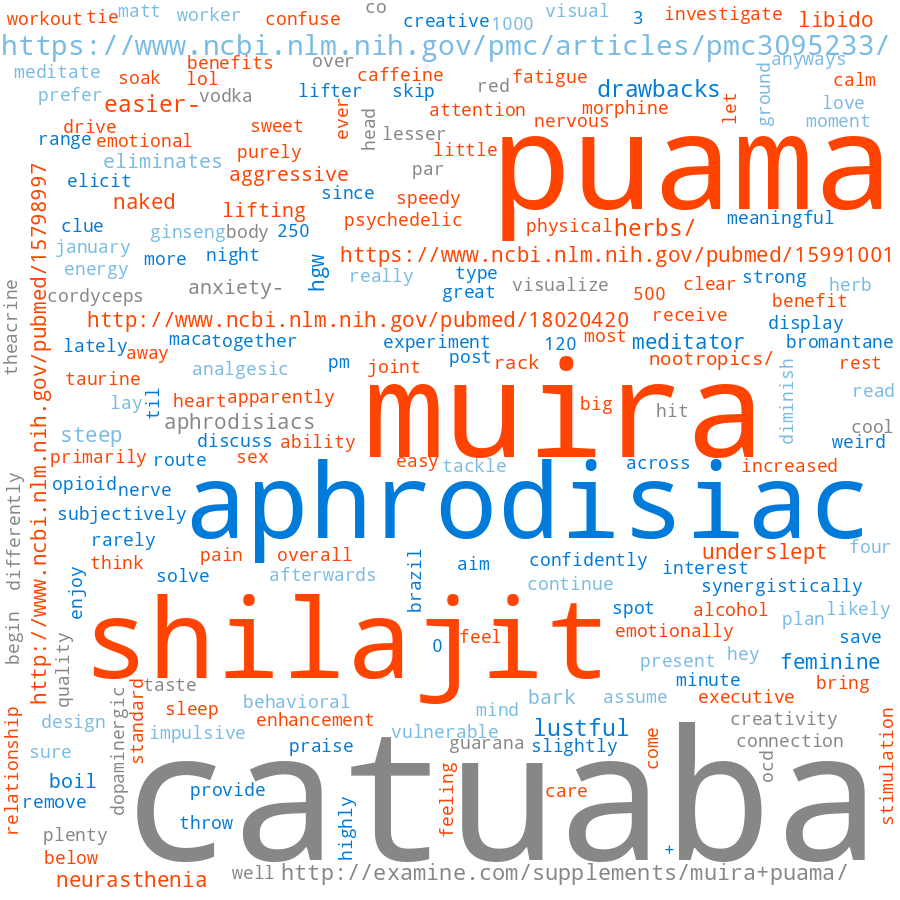 workout tie matt worker confuse co creative 1000 visual 3 investigate libido
https://www.ncbi.nlm.nih.gov/pmc/articles/pmc3095233/
meditate soak benefits lol over caffeine fatigue drawbacks anyways calm
prefer vodka lifter skip red morphine let ground love
easier- ever head attention nervous moment
drive emotional sweet lesser little puama
range eliminates purely par
elicit aggressive since speedy
naked lifting psychedelic physical herbs/ meaningful
clue ginseng body 250
january more night hgw https://www.ncbi.nlm.nih.gov/pubmed/15991001
energy really type strong
cordyceps anxiety- great visualize 500 clear herb
theacrine http://www.ncbi.nlm.nih.gov/pubmed/15798997
http://www.ncbi.nlm.nih.gov/pubmed/18020420 receive benefit display
lately away maca together experiment 120 most meditator bromantane
taurine analgesic pm joint post rack nootropics/ rest
lay til heart apparently muira big hit diminish read
steep aphrodisiacs cool
primarily route discuss ability weird
sex easy tackle across increased
opioid nerve aphrodisiac
subjectively
rarely underslept four
think pain overall brazil aim confidently interest
differently enjoy solve afterwards continue synergistically
shilajit spot alcohol likely
begin 0 feel emotionally plan save
quality present hey feminine
taste minute bring
standard sleep behavioral mind bark assume executive
relationship design dopaminergic impulsive enhancement vulnerable lustful creativity stimulation
sure praise guarana slightly come connection
boil catuaba ocd
remove provide feeling care
plenty throw highly +
below
neurasthenia well http://examine.com/supplements/muira+puama/